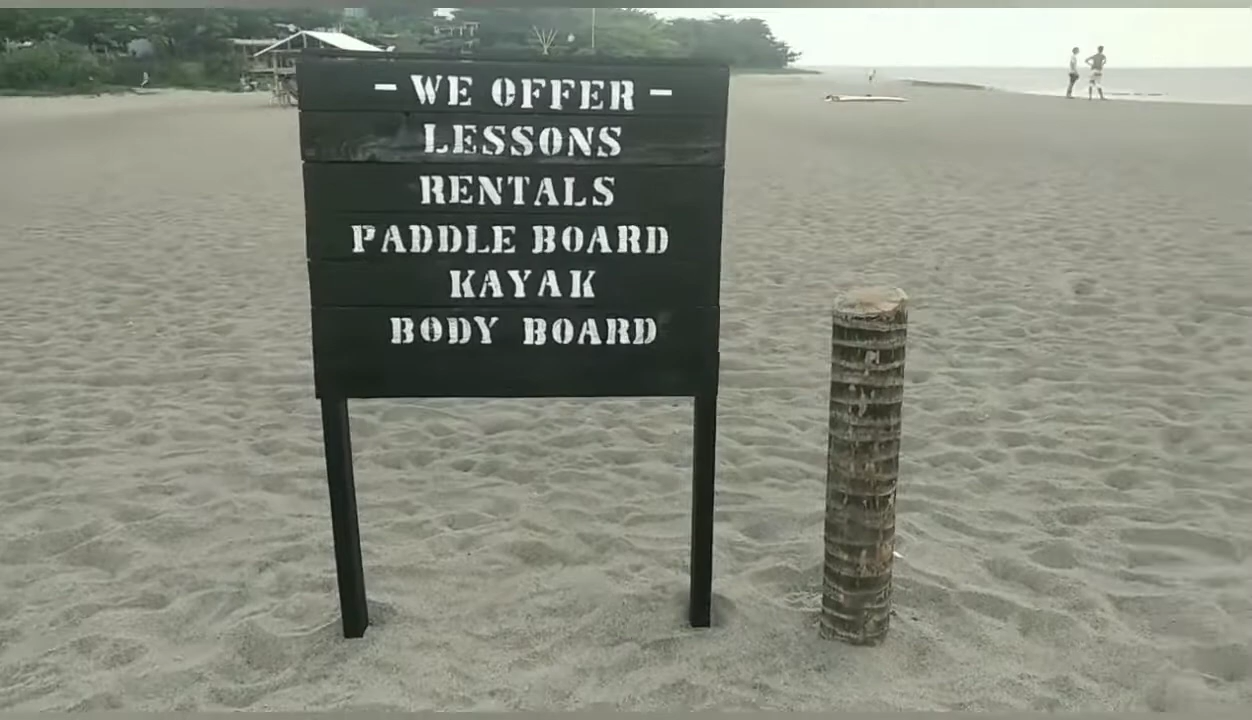 - WE OFFER -
LESSONS
RENTALS
PADDLE BOARD
KAYAK
BODY BOARD